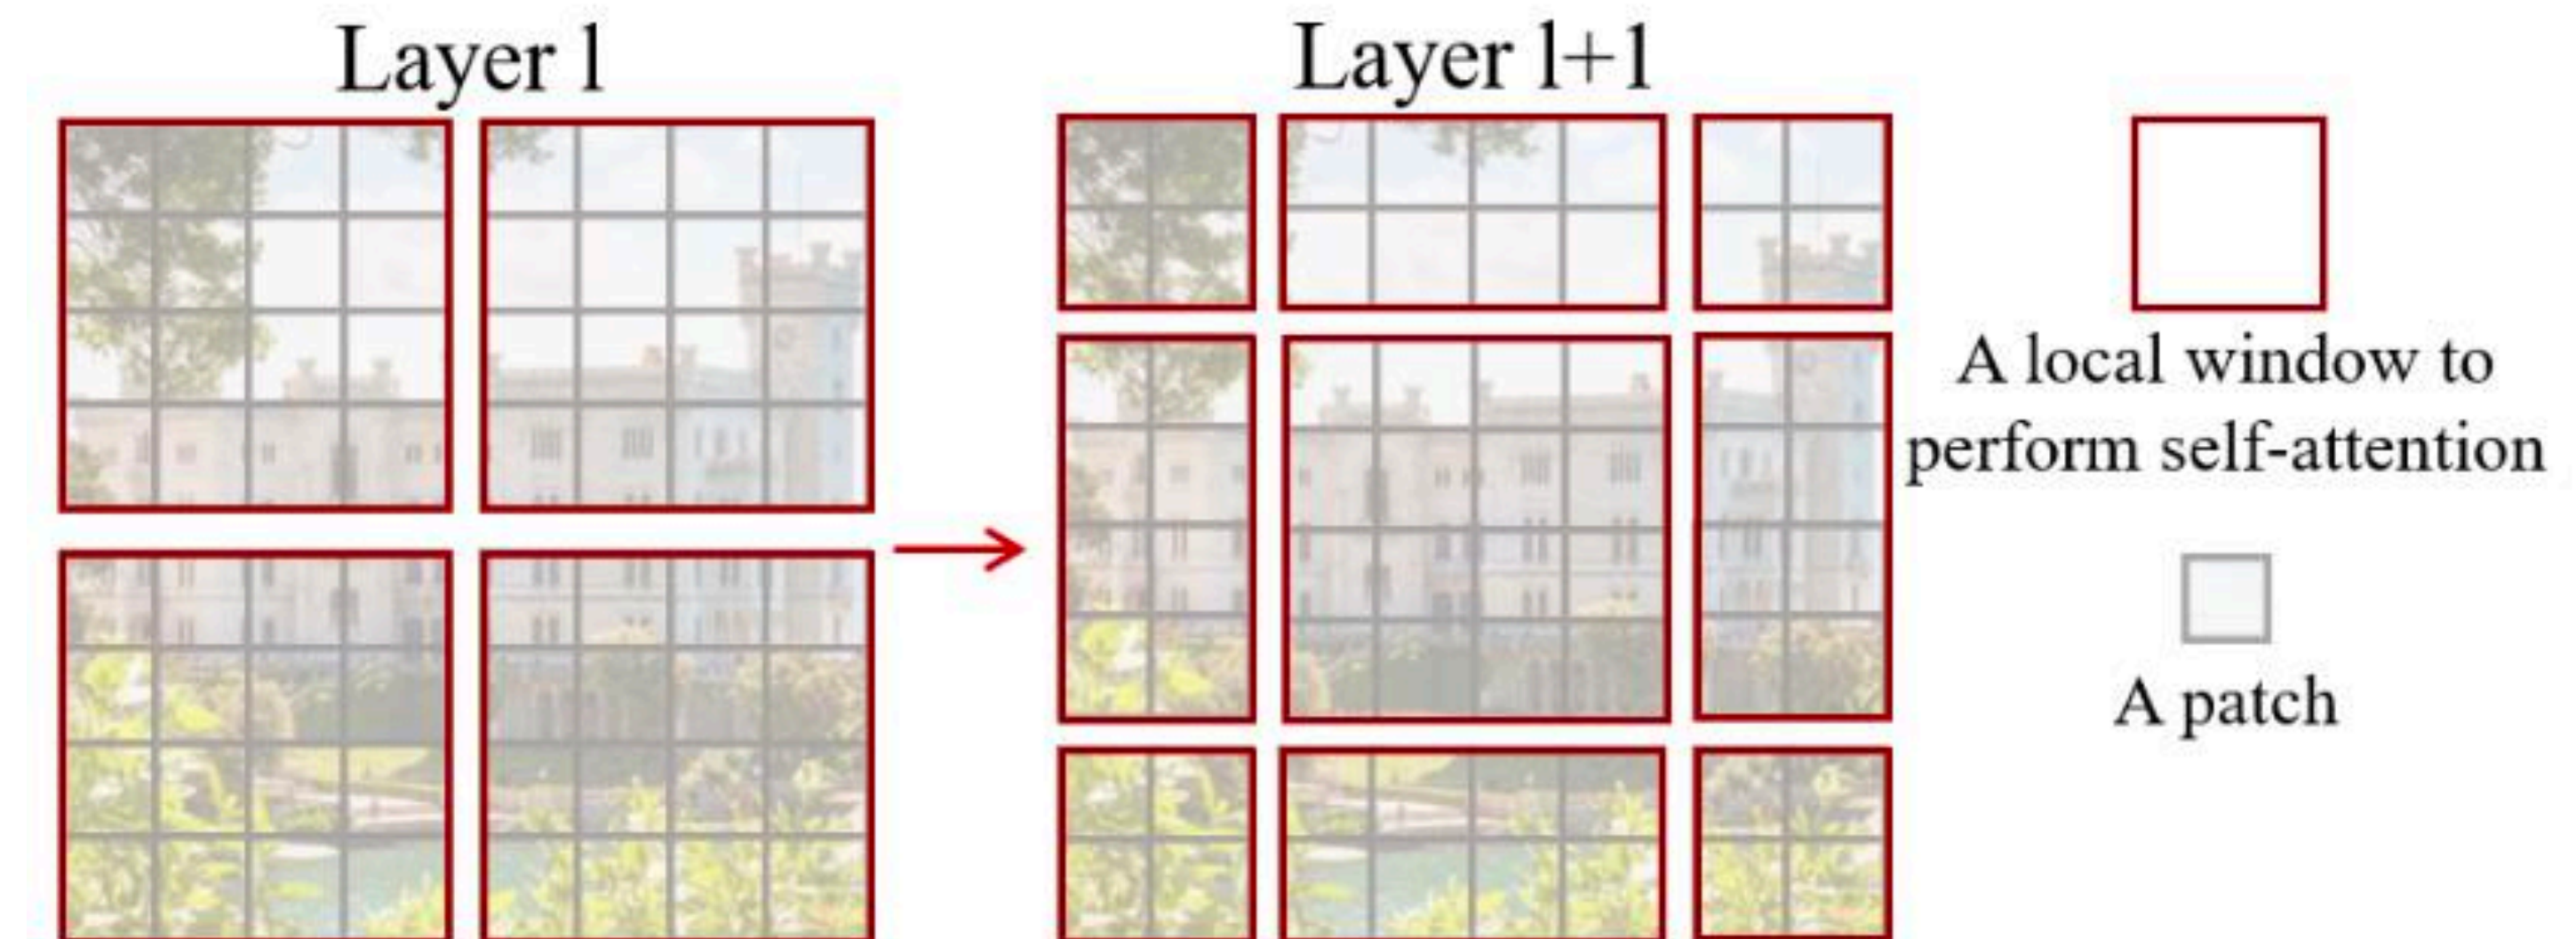 Layer l
Layer l+1
A local window to
perform self-attention
A patch